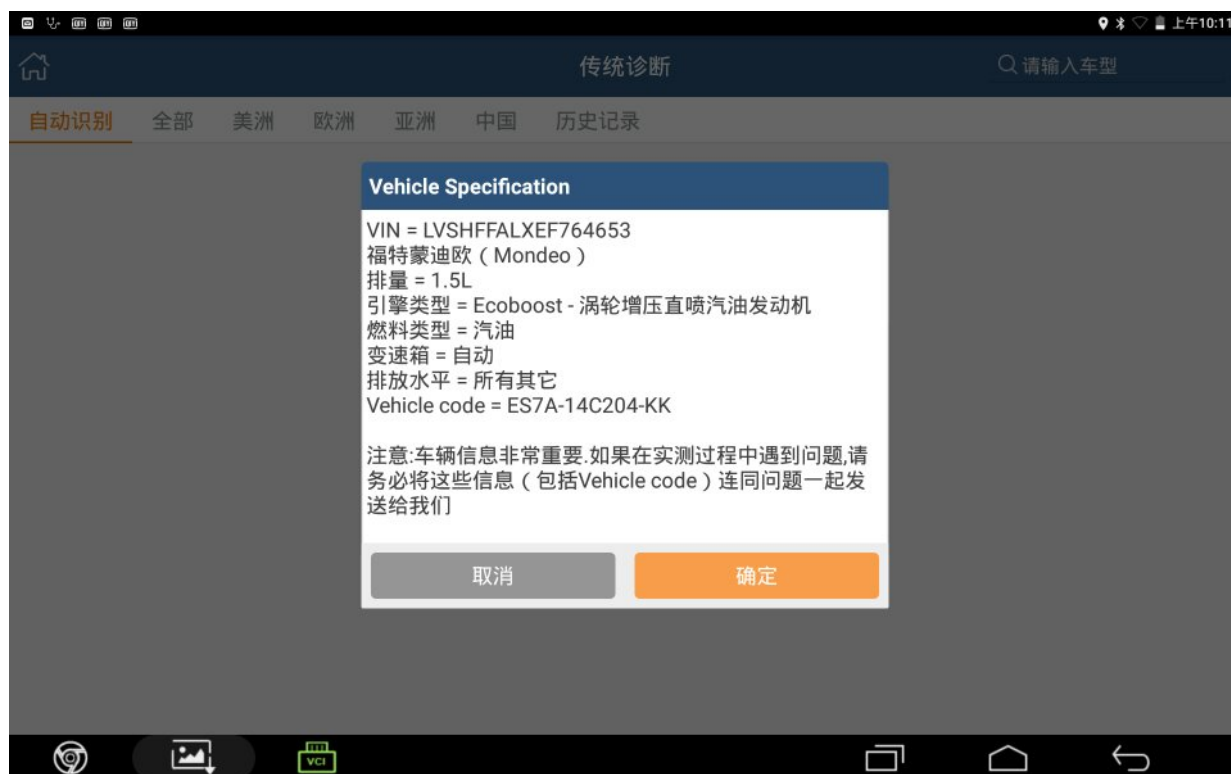 上午10:11
传统诊断
请输入车型
自动识别 全部 美洲 欧洲 亚洲 中国 历史记录
Vehicle Specification
VIN = LVSHFFALXEF764653
福特蒙迪欧（Mondeo）
排量 = 1.5L
引擎类型 = Ecoboost - 涡轮增压直喷汽油发动机
燃料类型 = 汽油
变速箱 = 自动
排放水平 = 所有其它
Vehicle code = ES7A-14C204-KK
注意:车辆信息非常重要.如果在实测过程中遇到问题,请
务必将这些信息（包括Vehicle code）连同问题一起发
送给我们
取消 确定
VCI